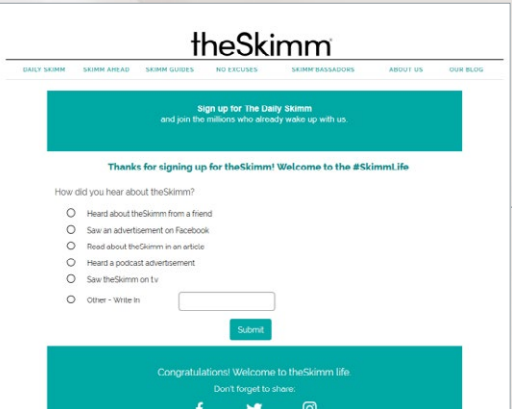 theSkimm
DAILY SKIMM SKIMM AHEAD SKIMM GUIDES NO EXCUSES SKIMM'BASSADORS ABOUT US OUR BLOG
Sign up for The Daily Skimm
and join the millions who already wake up with us.
Thanks for signing up for theSkimm! Welcome to the #SkimmLife
How did you hear about theSkimm?
Heard about theSkimm from a friend
Saw an advertisement on Facebook
Read about theSkimm in an article
Heard a podcast advertisement
Saw theSkimm on t.v
Other - Write In
Submit
Congratulations! Welcome to theSkimm life.
Don't forget to share: